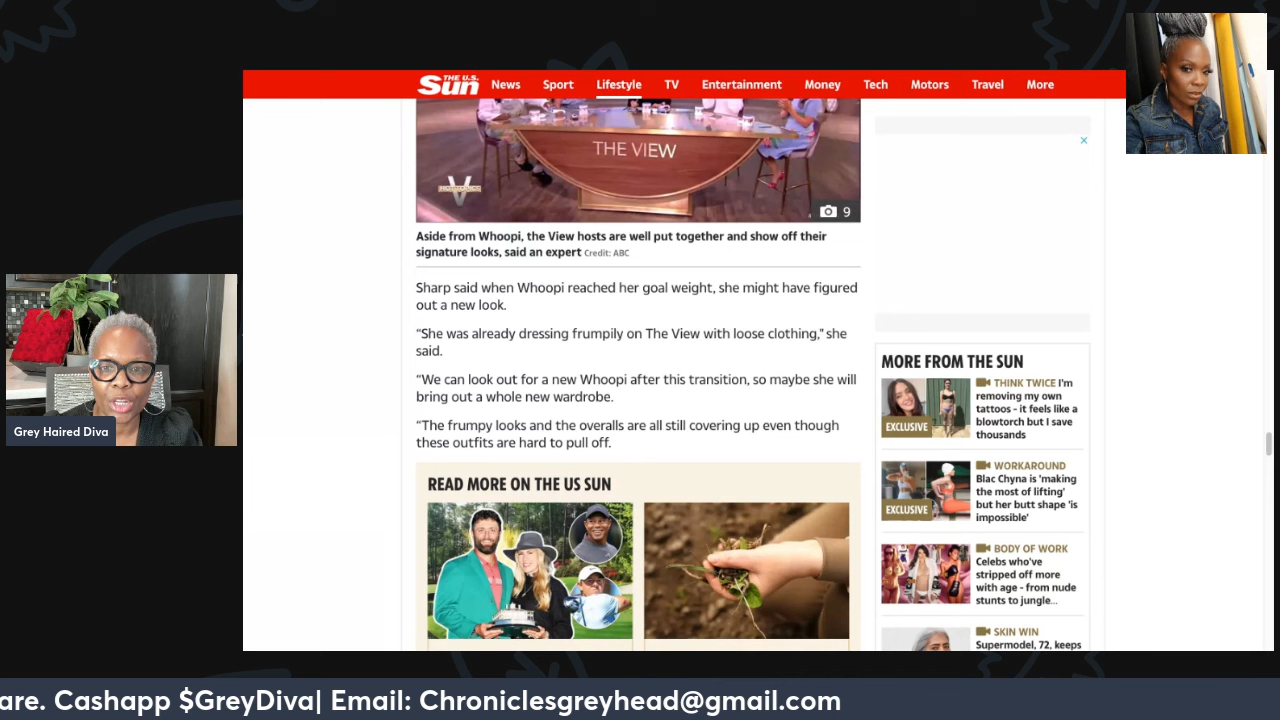 THE U.S. Sun
News Sport Lifestyle TV Entertainment Money Tech Motors Travel More
THE VIEW
V
9
Aside from Whoopi, the View hosts are well put together and show off their
signature looks, said an expert Credit: ABC
Sharp said when Whoopi reached her goal weight, she might have figured
out a new look.
“She was already dressing frumpily on The View with loose clothing,” she
said.
“We can look out for a new Whoopi after this transition, so maybe she will
bring out a whole new wardrobe.
“The frumpy looks and the overalls are all still covering up even though
these outfits are hard to pull off.
READ MORE ON THE US SUN
MORE FROM THE SUN
EXCLUSIVE
THINK TWICE I'm
removing my own
tattoos - it feels like a
blowtorch but I save
thousands
EXCLUSIVE
WORKAROUND
Blac Chyna is 'making
the most of lifting'
but her butt shape 'is
impossible'
BODY OF WORK
Celebs who've
stripped off more
with age - from nude
stunts to jungle...
SKIN WIN
Supermodel, 72, keeps
Grey Haired Diva
are. Cashapp $GreyDiva| Email: Chroniclesgreyhead@gmail.com